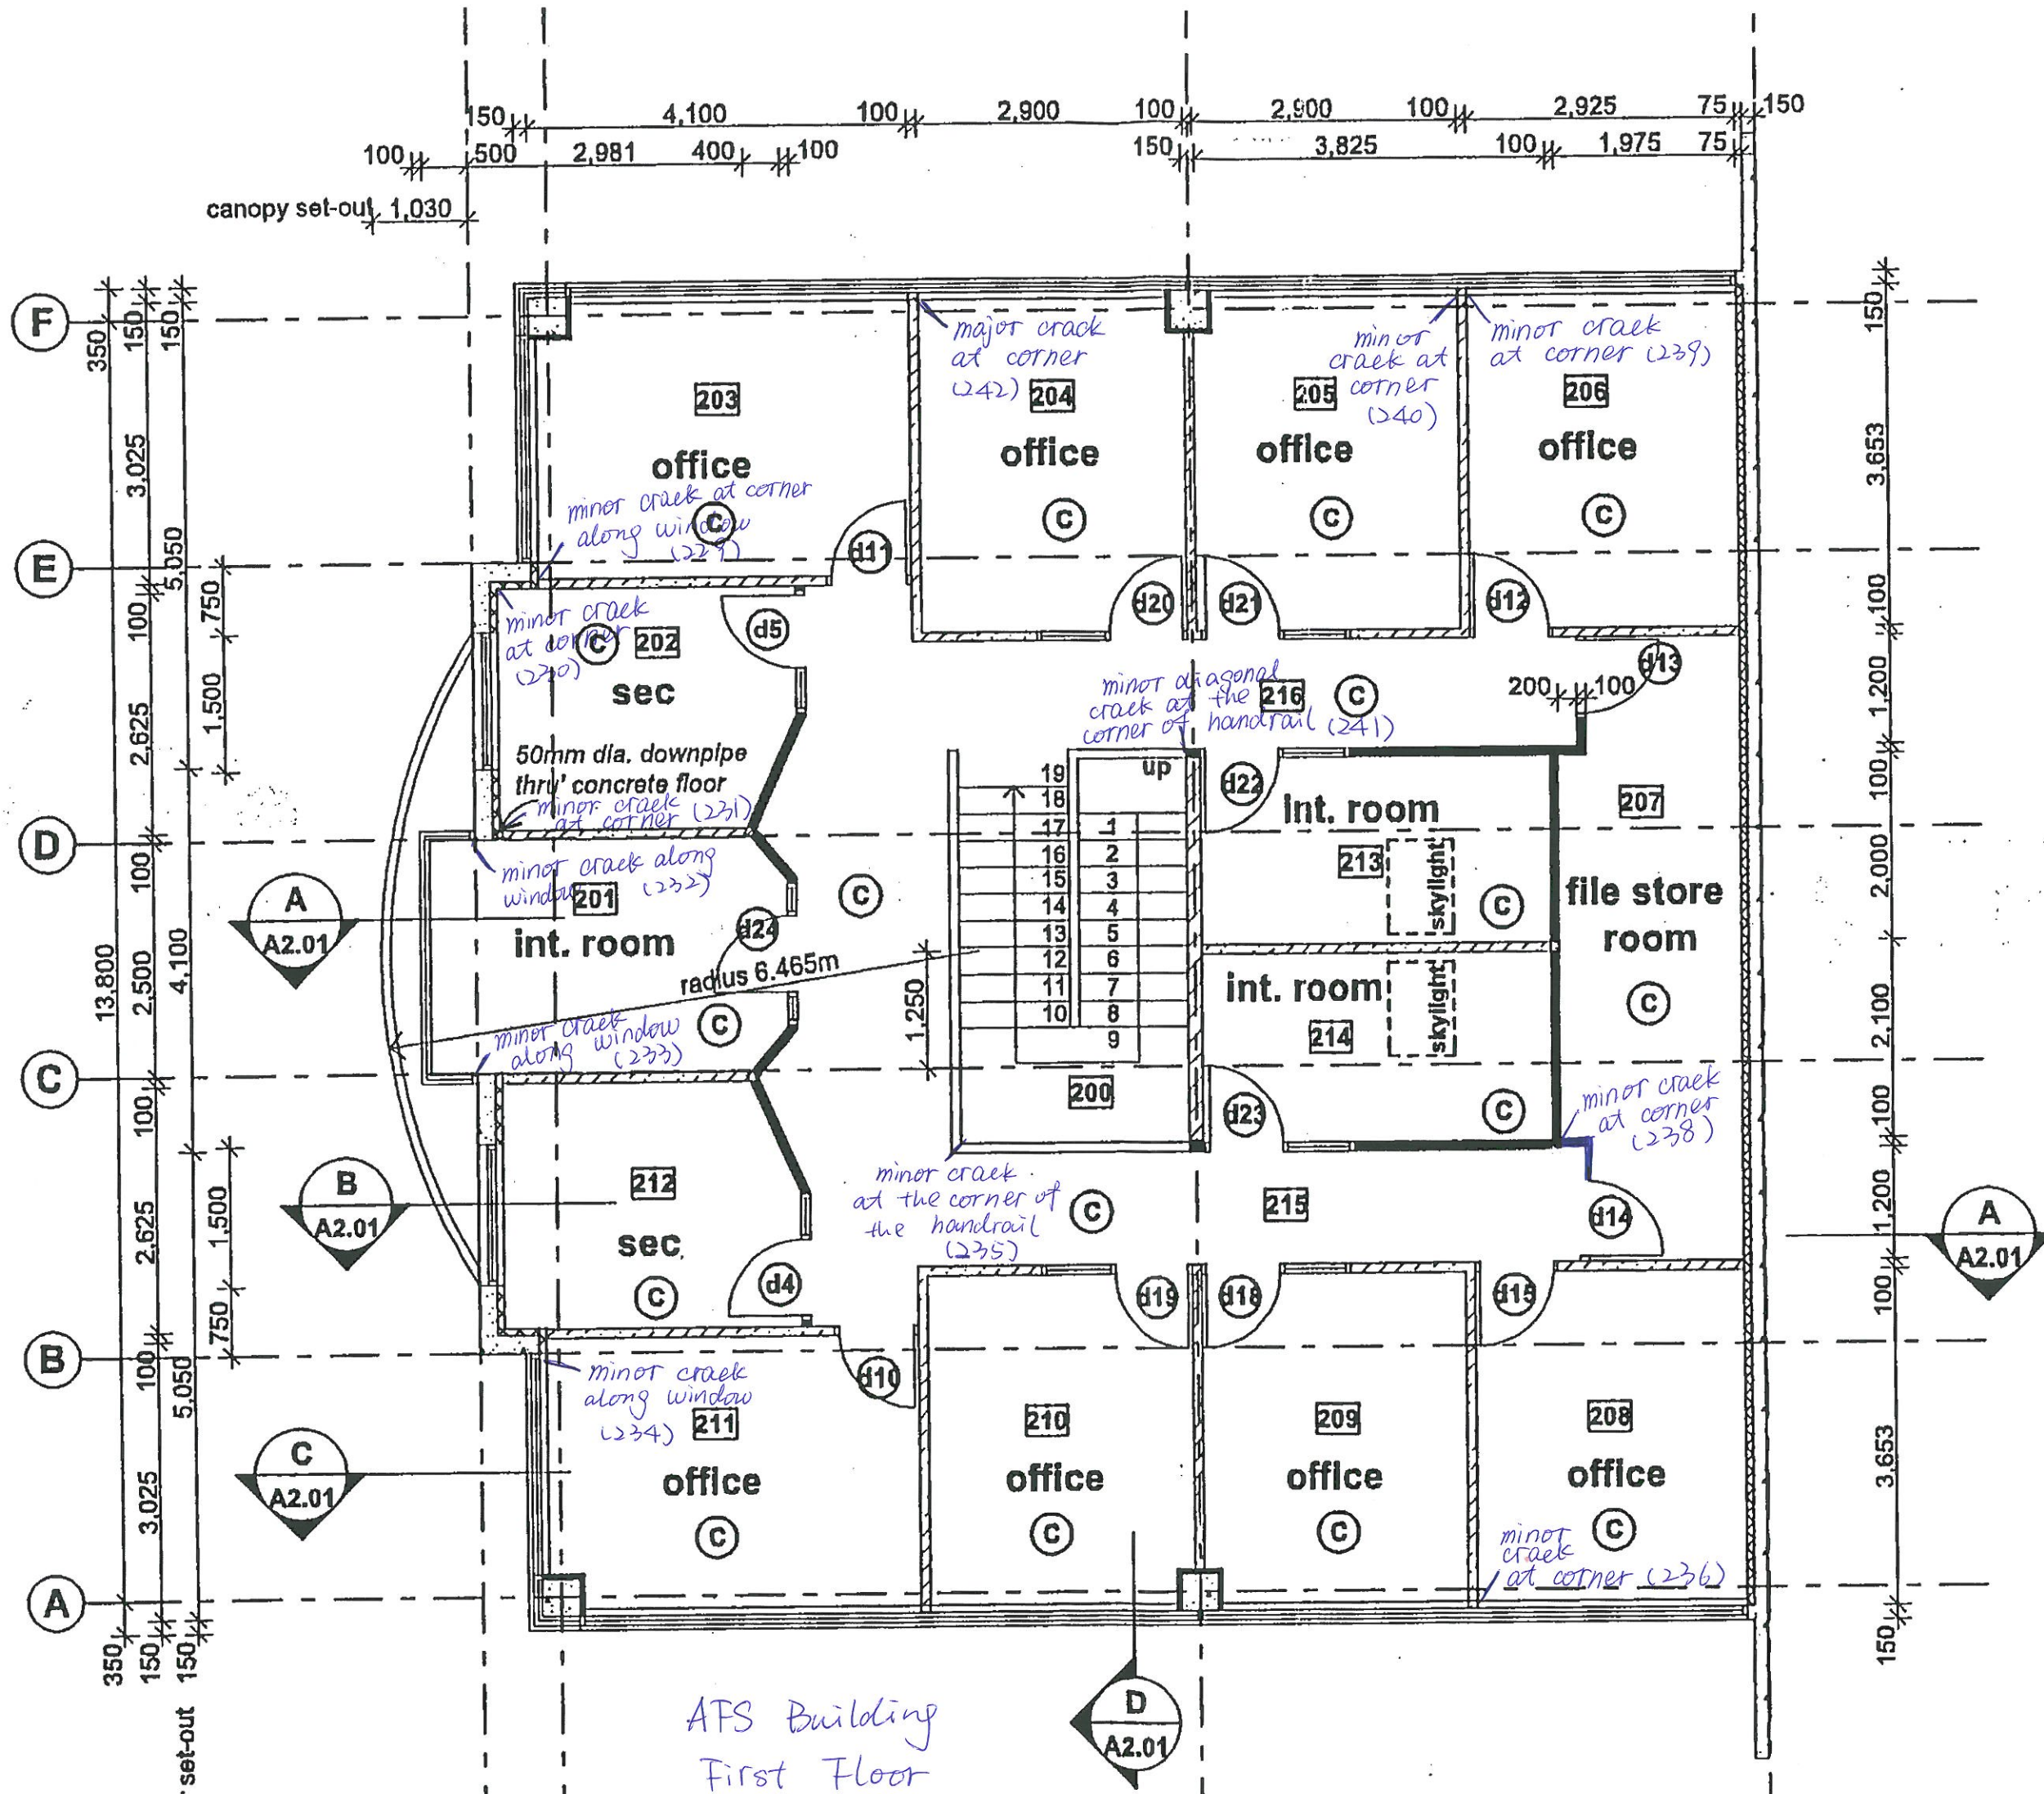 150 4,100 100 2,900 100 2,900 100 2,925 75 150
100 500 2,981 400 100 150 3,825 100 1,975 75
canopy set-out 1,030
F
350 150 150
150
major crack
at corner
(242)
minor
crack at
corner
(240)
minor crack
at corner (239)
203
office
204
office
205
office
206
office
C
C
C
C
3,025
3,653
minor crack at corner
along window
(229)
d11
E
5,050
750
100
100
d20
d21
d12
minor crack
at corner
(230)
C
202
sec
d5
d13
200 100
minor diagonal
crack at the
corner of handrail (241)
216
C
1,500
2,625
1,200
50mm dia. downpipe
thru' concrete floor
minor crack
at corner (231)
up
d22
100
207
Int. room
213
skylight
C
D
100
minor crack along
window (232)
201
int. room
A
A2.01
d24
C
radius 6.465m
19
18
17
16
15
14
13
12
11
10
1
2
3
4
5
6
7
8
9
2,000
file store
room
C
13,800
2,500
4,100
1,250
int. room
214
skylight
C
2,100
minor crack
along window
(233)
C
C
200
d23
100
100
minor crack
at corner
(238)
B
A2.01
212
sec
C
d4
minor crack
at the corner of
the handrail
(235)
C
215
d14
1,200
A
A2.01
1,500
2,625
750
100
d19
d18
d15
100
B
5,050
minor crack
along window
(234)
d10
211
office
C
210
office
C
209
office
C
208
office
C
C
A2.01
3,025
3,653
minor
crack
at corner (236)
A
350 150 150
150
set-out
D
A2.01
AFS Building
First Floor